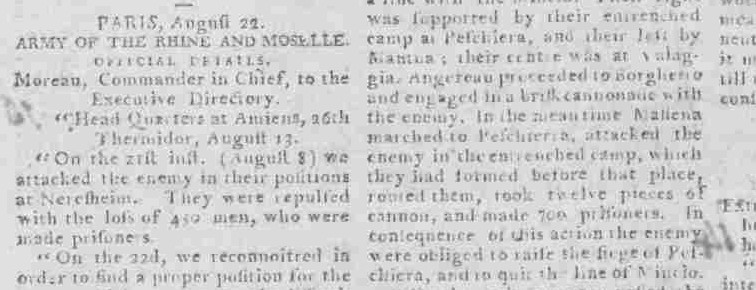 PARIS, Auguſt 22.
ARMY OF THE RHINE AND MOSELLE.
OFFICIAL DETAILS.
Moreau, Commander in Chief, to the
Executive Directory.
"Head Quarters at Amiens, 26th
Thermidor, Auguſt 13.
"On the 21ſt inſt. (Auguſt 8) we
attacked the enemy in their poſitions
at Nereſheim. They were repulſed
with the loſs of 450 men, who were
made priſoners
"On the 22d, we reconnoitred in
order to find a proper poſition for the
was ſupported by their entrenched
camp at Peſchiera, and their left by
Mantua; their centre was at Valag-
gia. Angereau proceeded to Borghetto
and engaged in a briſk cannonade with
the enemy. In the mean time Maſſena
marched to Peſchierra, attacked the
enemy in the entrenched camp, which
they had formed before that place,
routed them, took twelve pieces of
cannon, and made 700 priſoners. In
conſequence of this action the enemy
were obliged to raiſe the ſiege of Peſ-
chiera, and to quit the line of Mincio.